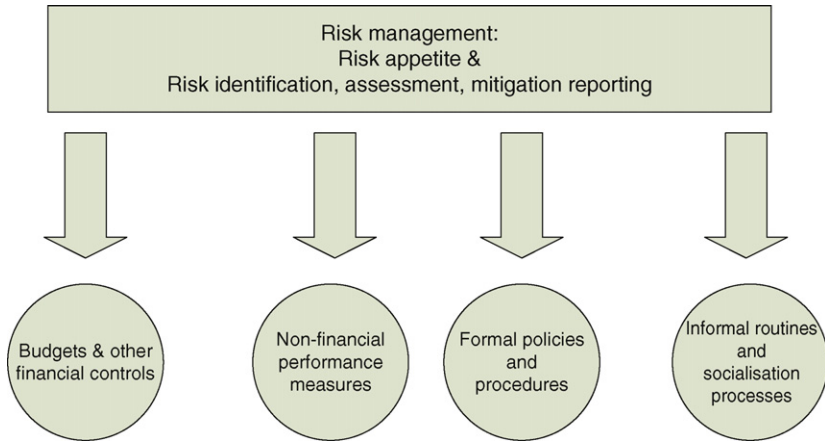 Risk management:
Risk appetite &
Risk identification, assessment, mitigation reporting
Budgets & other
financial controls
Non-financial
performance
measures
Formal policies
and
procedures
Informal routines
and
socialisation
processes